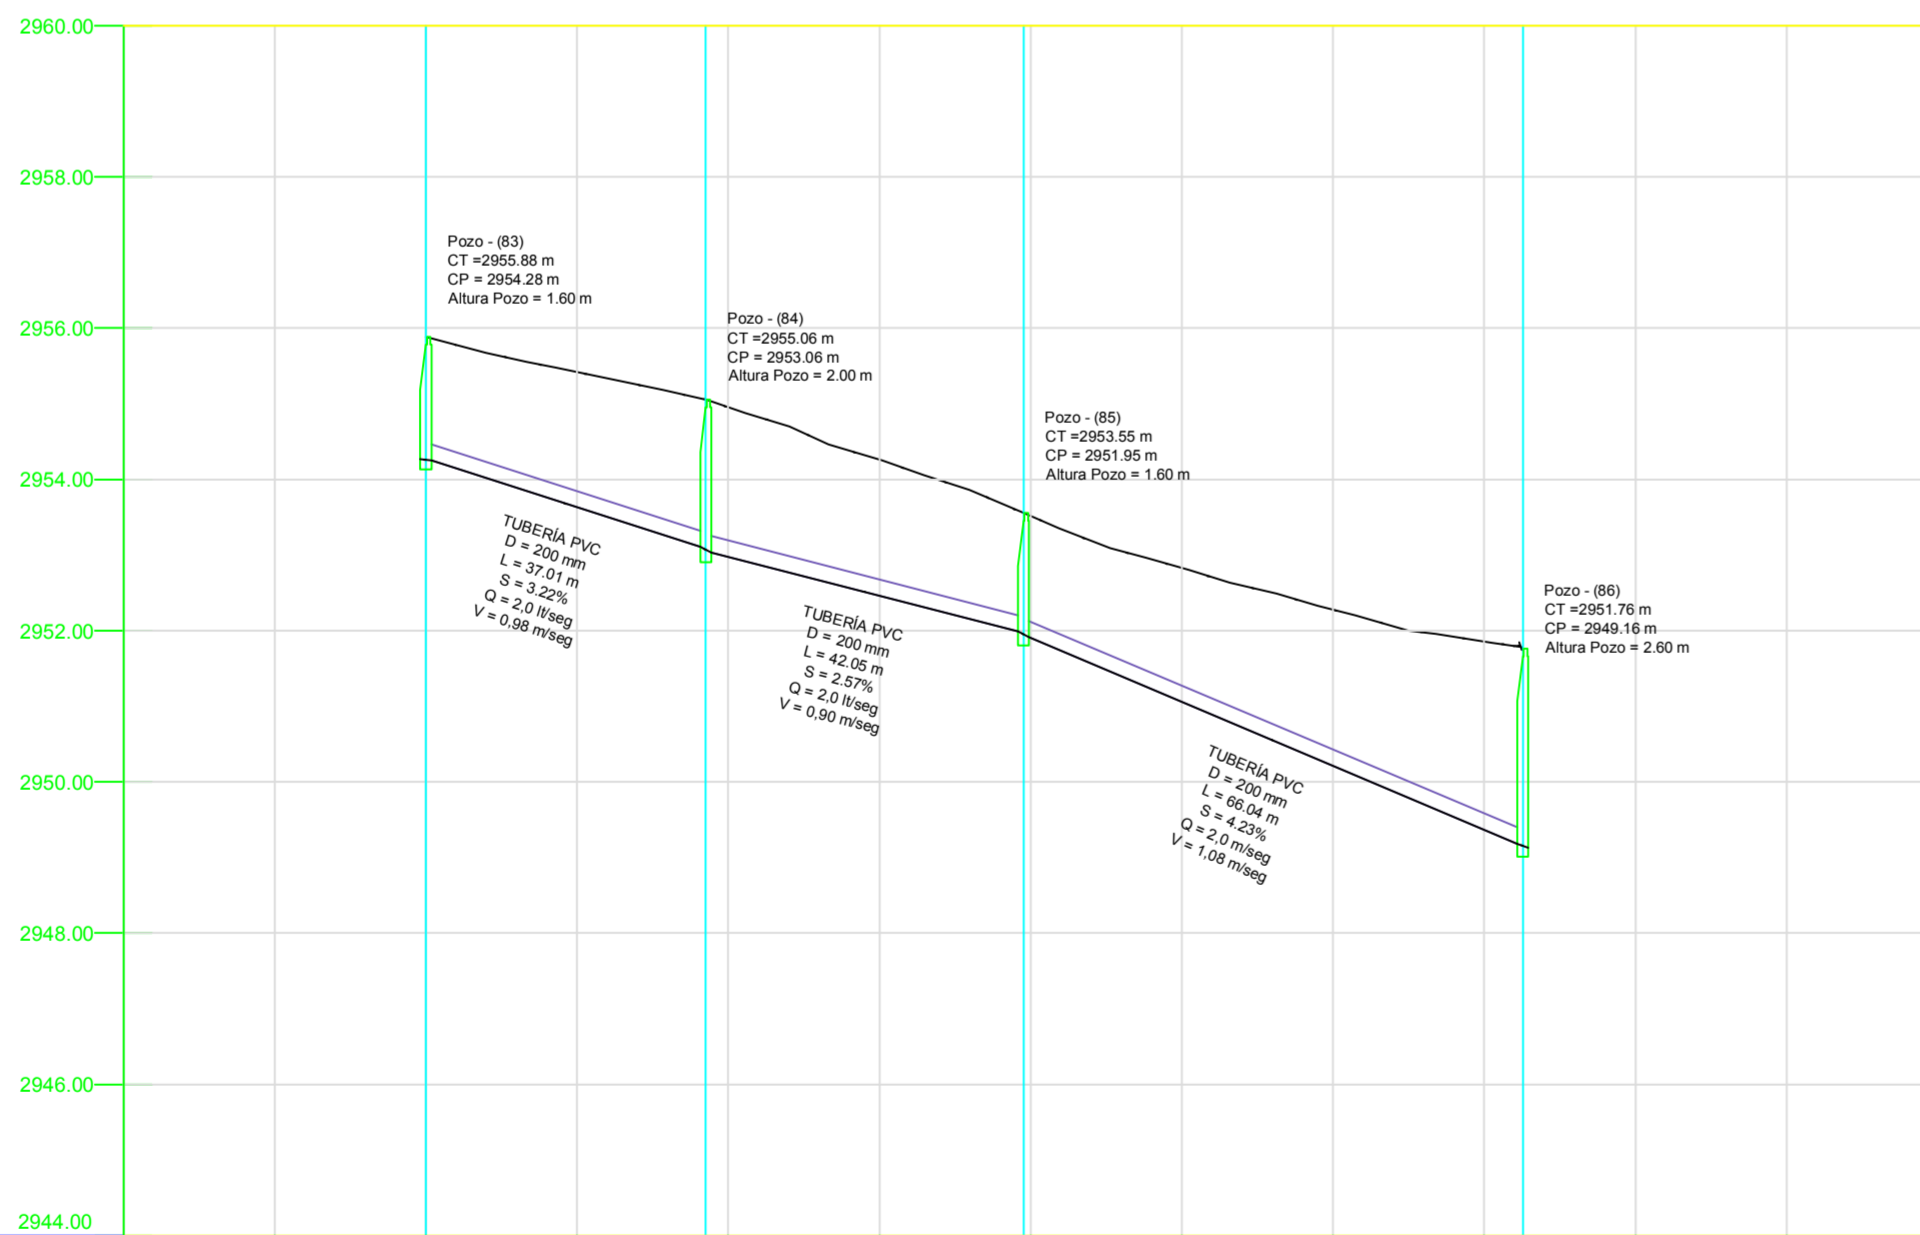 2960.00
2958.00
2956.00
2954.00
2952.00
2950.00
2948.00
2946.00
2944.00
Pozo - (83)
CT =2955.88 m
CP = 2954.28 m
Altura Pozo = 1.60 m
Pozo - (84)
CT =2955.06 m
CP = 2953.06 m
Altura Pozo = 2.00 m
Pozo - (85)
CT =2953.55 m
CP = 2951.95 m
Altura Pozo = 1.60 m
Pozo - (86)
CT =2951.76 m
CP = 2949.16 m
Altura Pozo = 2.60 m
TUBERÍA PVC
D = 200 mm
L = 37.01 m
S = 3.22%
Q = 2,0 lt/seg
V = 0,98 m/seg
TUBERÍA PVC
D = 200 mm
L = 42.05 m
S = 2.57%
Q = 2,0 lt/seg
V = 0,90 m/seg
TUBERÍA PVC
D = 200 mm
L = 66.04 m
S = 4.23%
Q = 2,0 m/seg
V = 1,08 m/seg